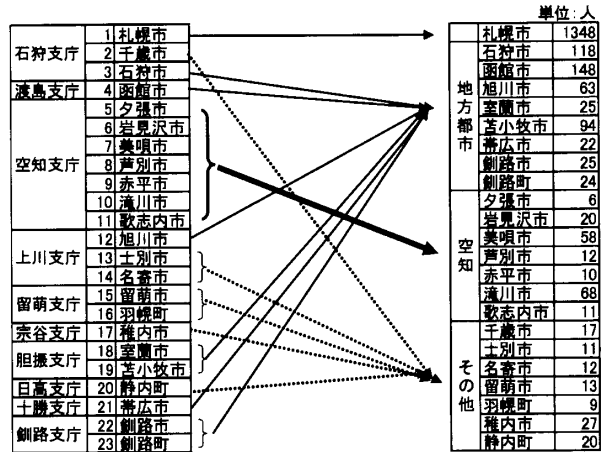 単位:人
石狩支庁
1 札幌市
2 千歳市
3 石狩市
渡島支庁
4 函館市
空知支庁
5 夕張市
6 岩見沢市
7 美唄市
8 芦別市
9 赤平市
10 滝川市
11 歌志内市
上川支庁
12 旭川市
13 士別市
14 名寄市
留萌支庁
15 留萌市
16 羽幌町
宗谷支庁
17 稚内市
胆振支庁
18 室蘭市
19 苫小牧市
日高支庁
20 静内町
十勝支庁
21 帯広市
釧路支庁
22 釧路市
23 釧路町
札幌市 1348
地方都市
石狩市 118
函館市 148
旭川市 63
室蘭市 25
苫小牧市 94
帯広市 22
釧路市 25
釧路町 24
空知
夕張市 6
岩見沢市 20
美唄市 58
芦別市 12
赤平市 10
滝川市 68
歌志内市 11
その他
千歳市 17
士別市 11
名寄市 12
留萌市 13
羽幌町 9
稚内市 27
静内町 20